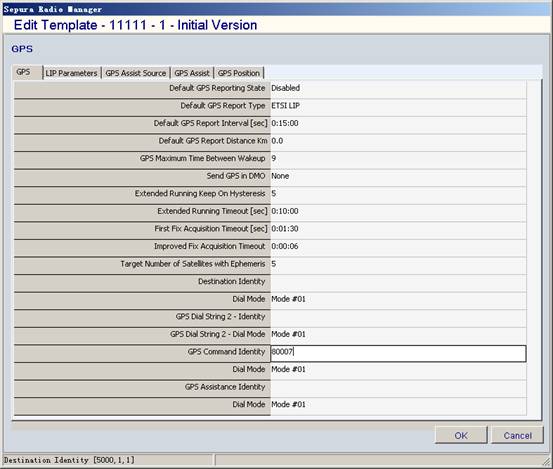 Sepura Radio Manager
Edit Template - 11111 - 1 - Initial Version
GPS
GPS LIP Parameters GPS Assist Source GPS Assist GPS Position
Default GPS Reporting State Disabled
Default GPS Report Type ETSI LIP
Default GPS Report Interval [sec] 0:15:00
Default GPS Report Distance Km 0.0
GPS Maximum Time Between Wakeup 9
Send GPS in DMO None
Extended Running Keep On Hysteresis 5
Extended Running Timeout [sec] 0:10:00
First Fix Acquisition Timeout [sec] 0:01:30
Improved Fix Acquisition Timeout 0:00:06
Target Number of Satellites with Ephemeris 5
Destination Identity
Dial Mode Mode #01
GPS Dial String 2 - Identity
GPS Dial String 2 - Dial Mode Mode #01
GPS Command Identity 80007
Dial Mode Mode #01
GPS Assistance Identity
Dial Mode Mode #01
OK Cancel
Destination Identity [5000,1,1]